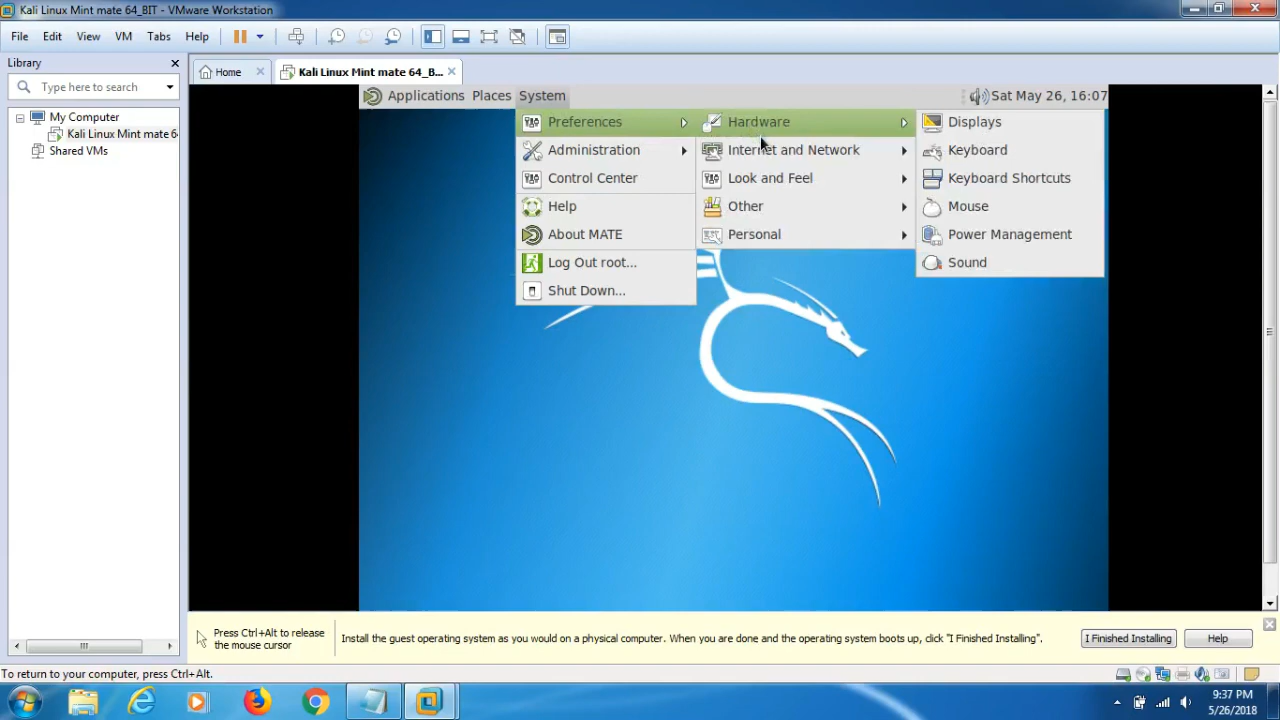 Kali Linux Mint mate 64_BIT - VMware Workstation
File Edit View VM Tabs Help
Library
Type here to search
My Computer
Kali Linux Mint mate 6
Shared VMs
Home
Kali Linux Mint mate 64_B...
Applications Places System
Sat May 26, 16:07
Preferences
Administration
Control Center
Help
About MATE
Log Out root...
Shut Down...
Hardware
Internet and Network
Look and Feel
Other
Personal
Displays
Keyboard
Keyboard Shortcuts
Mouse
Power Management
Sound
Press Ctrl+Alt to release
the mouse cursor
Install the guest operating system as you would on a physical computer. When you are done and the operating system boots up, click "I Finished Installing".
I Finished Installing
Help
To return to your computer, press Ctrl+Alt.
9:37 PM
5/26/2018